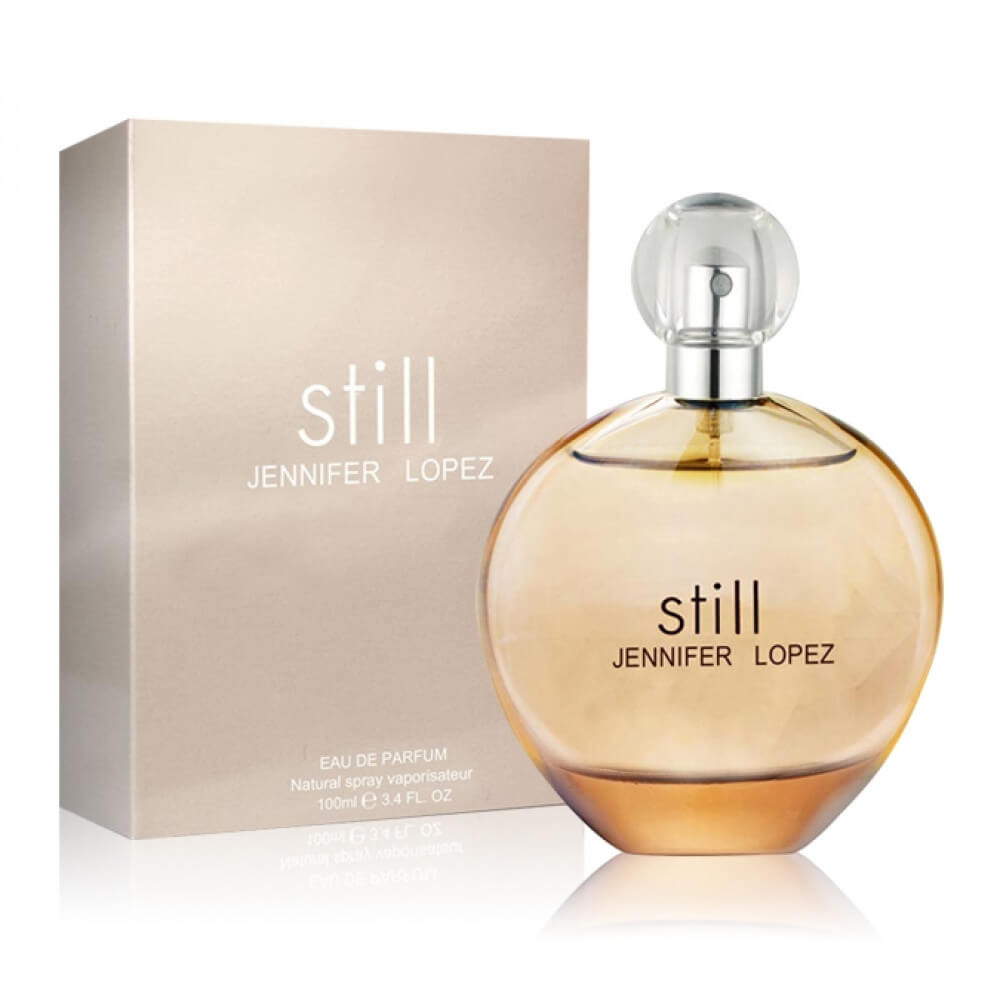 still
JENNIFER LOPEZ
EAU DE PARFUM
Natural spray vaporisateur
100ml ℮ 3.4 FL. OZ
still
JENNIFER LOPEZ